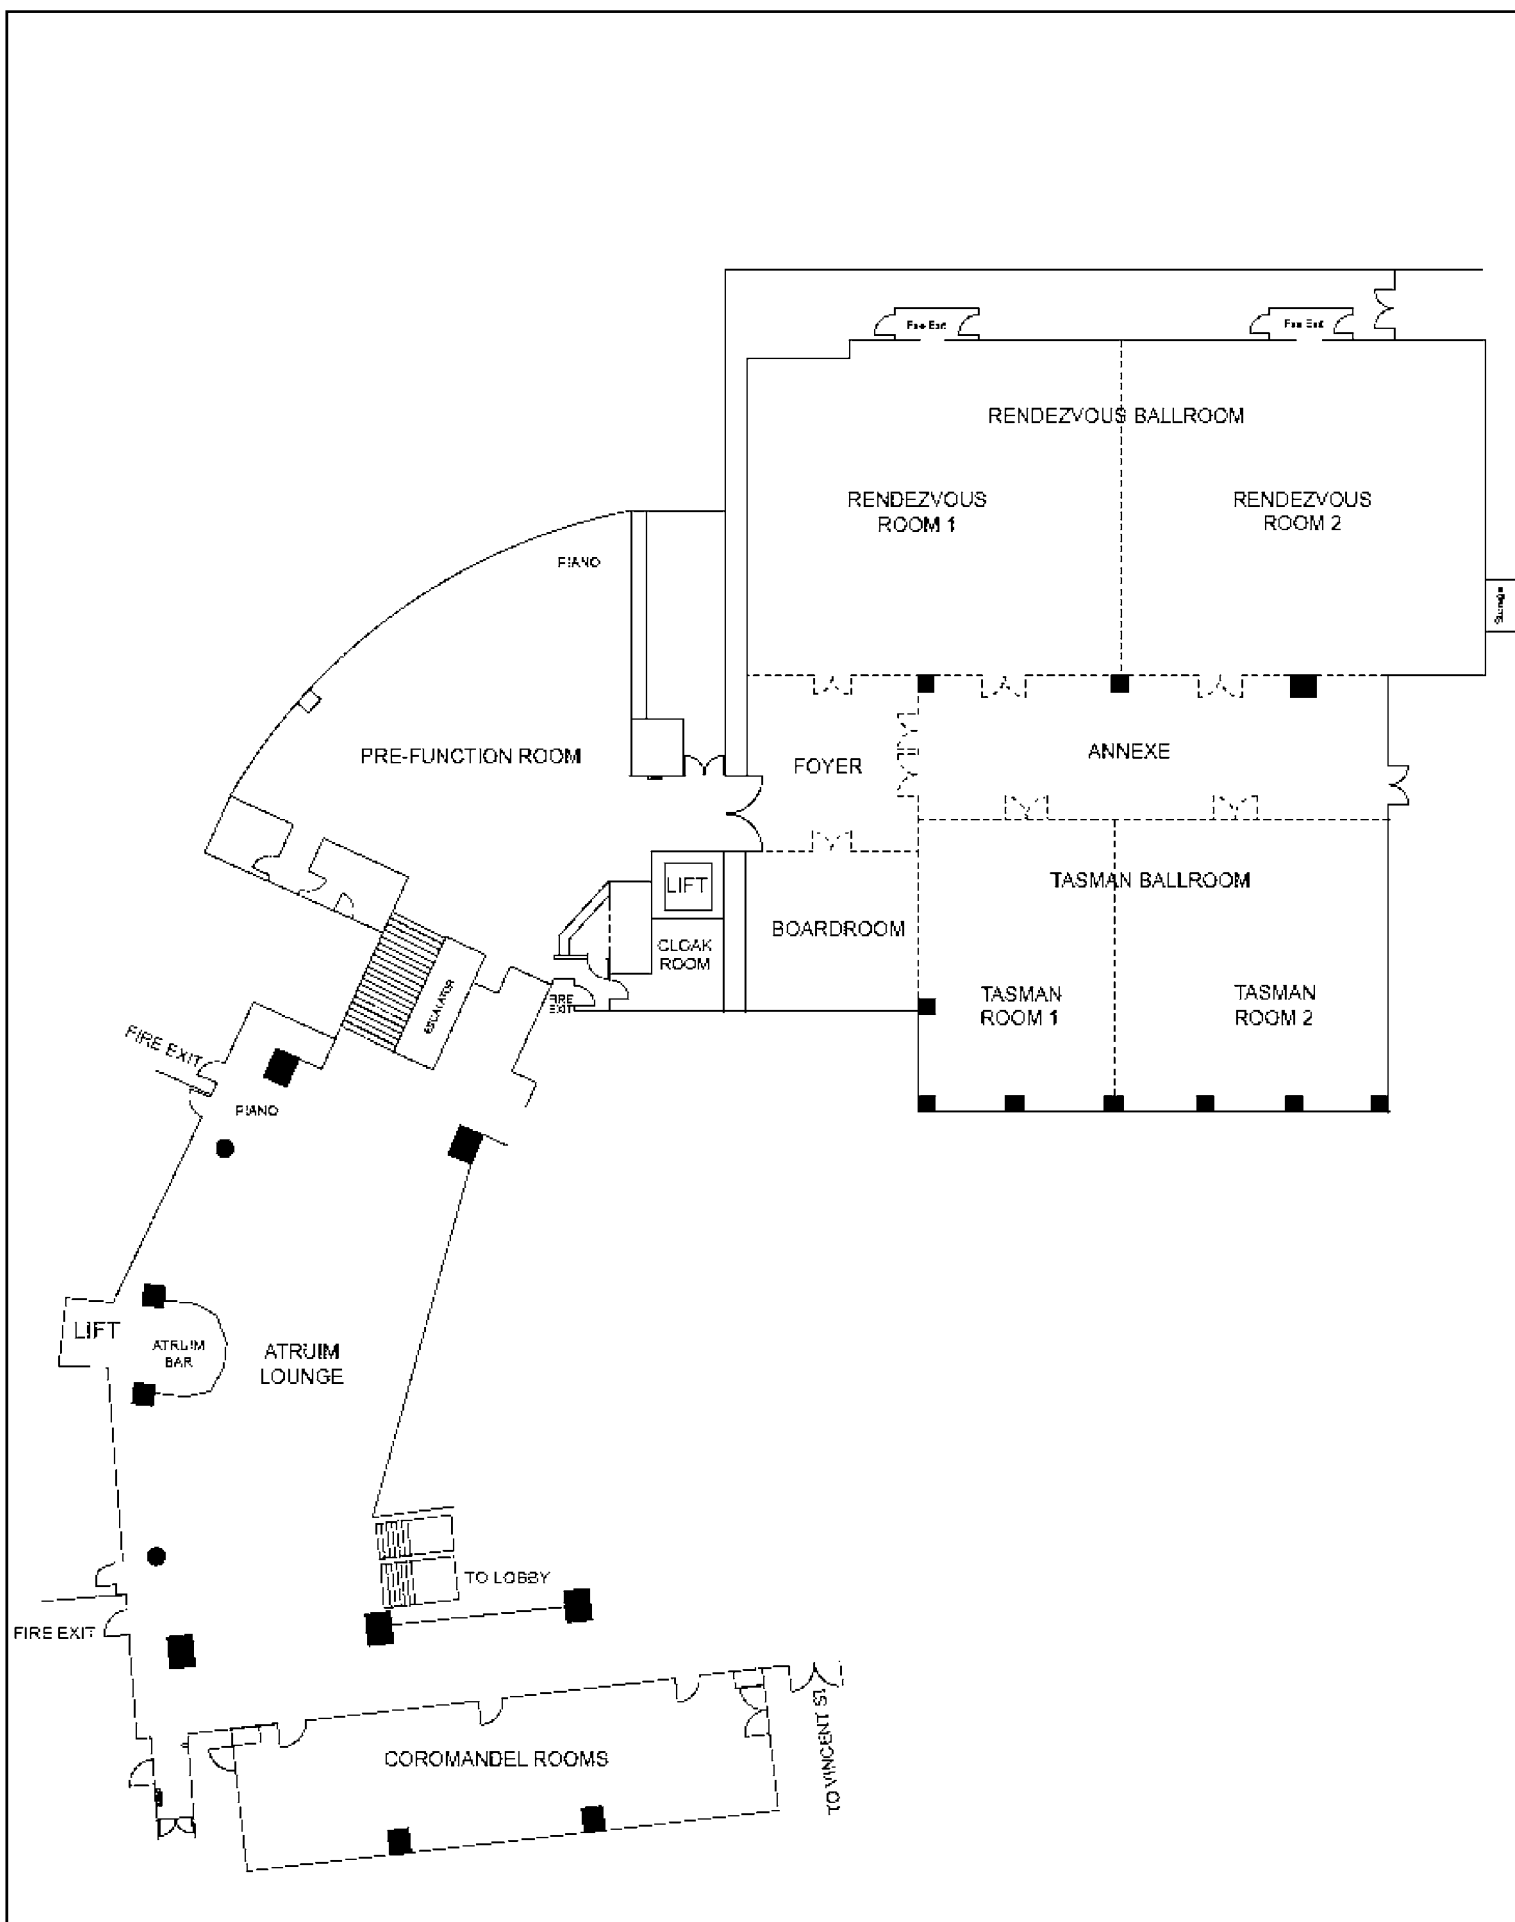 Fire Exit
Fire Exit
RENDEZVOUS BALLROOM
RENDEZVOUS
ROOM 1
RENDEZVOUS
ROOM 2
PIANO
Storage
PRE-FUNCTION ROOM
FOYER
ANNEXE
LIFT
TASMAN BALLROOM
BOARDROOM
CLOAK
ROOM
TASMAN
ROOM 1
TASMAN
ROOM 2
ESCALATOR
FIRE
EXIT
FIRE EXIT
PIANO
LIFT
ATRUIM
BAR
ATRUIM
LOUNGE
TO LOBBY
FIRE EXIT
COROMANDEL ROOMS
TO VINCENT ST